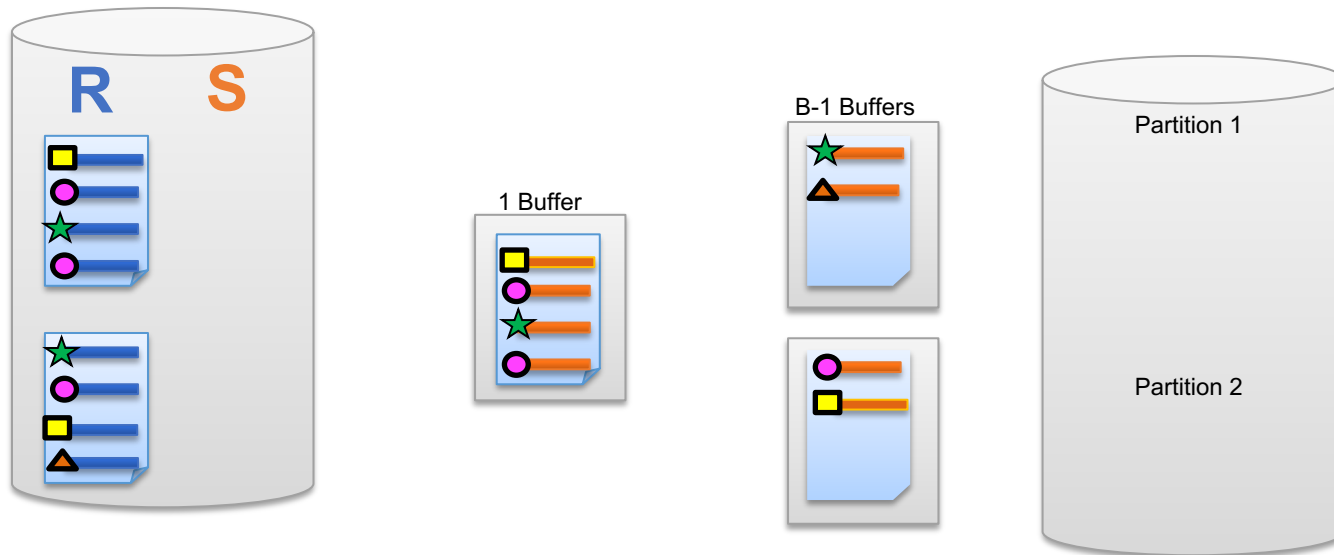 R S
1 Buffer
B-1 Buffers
Partition 1
Partition 2